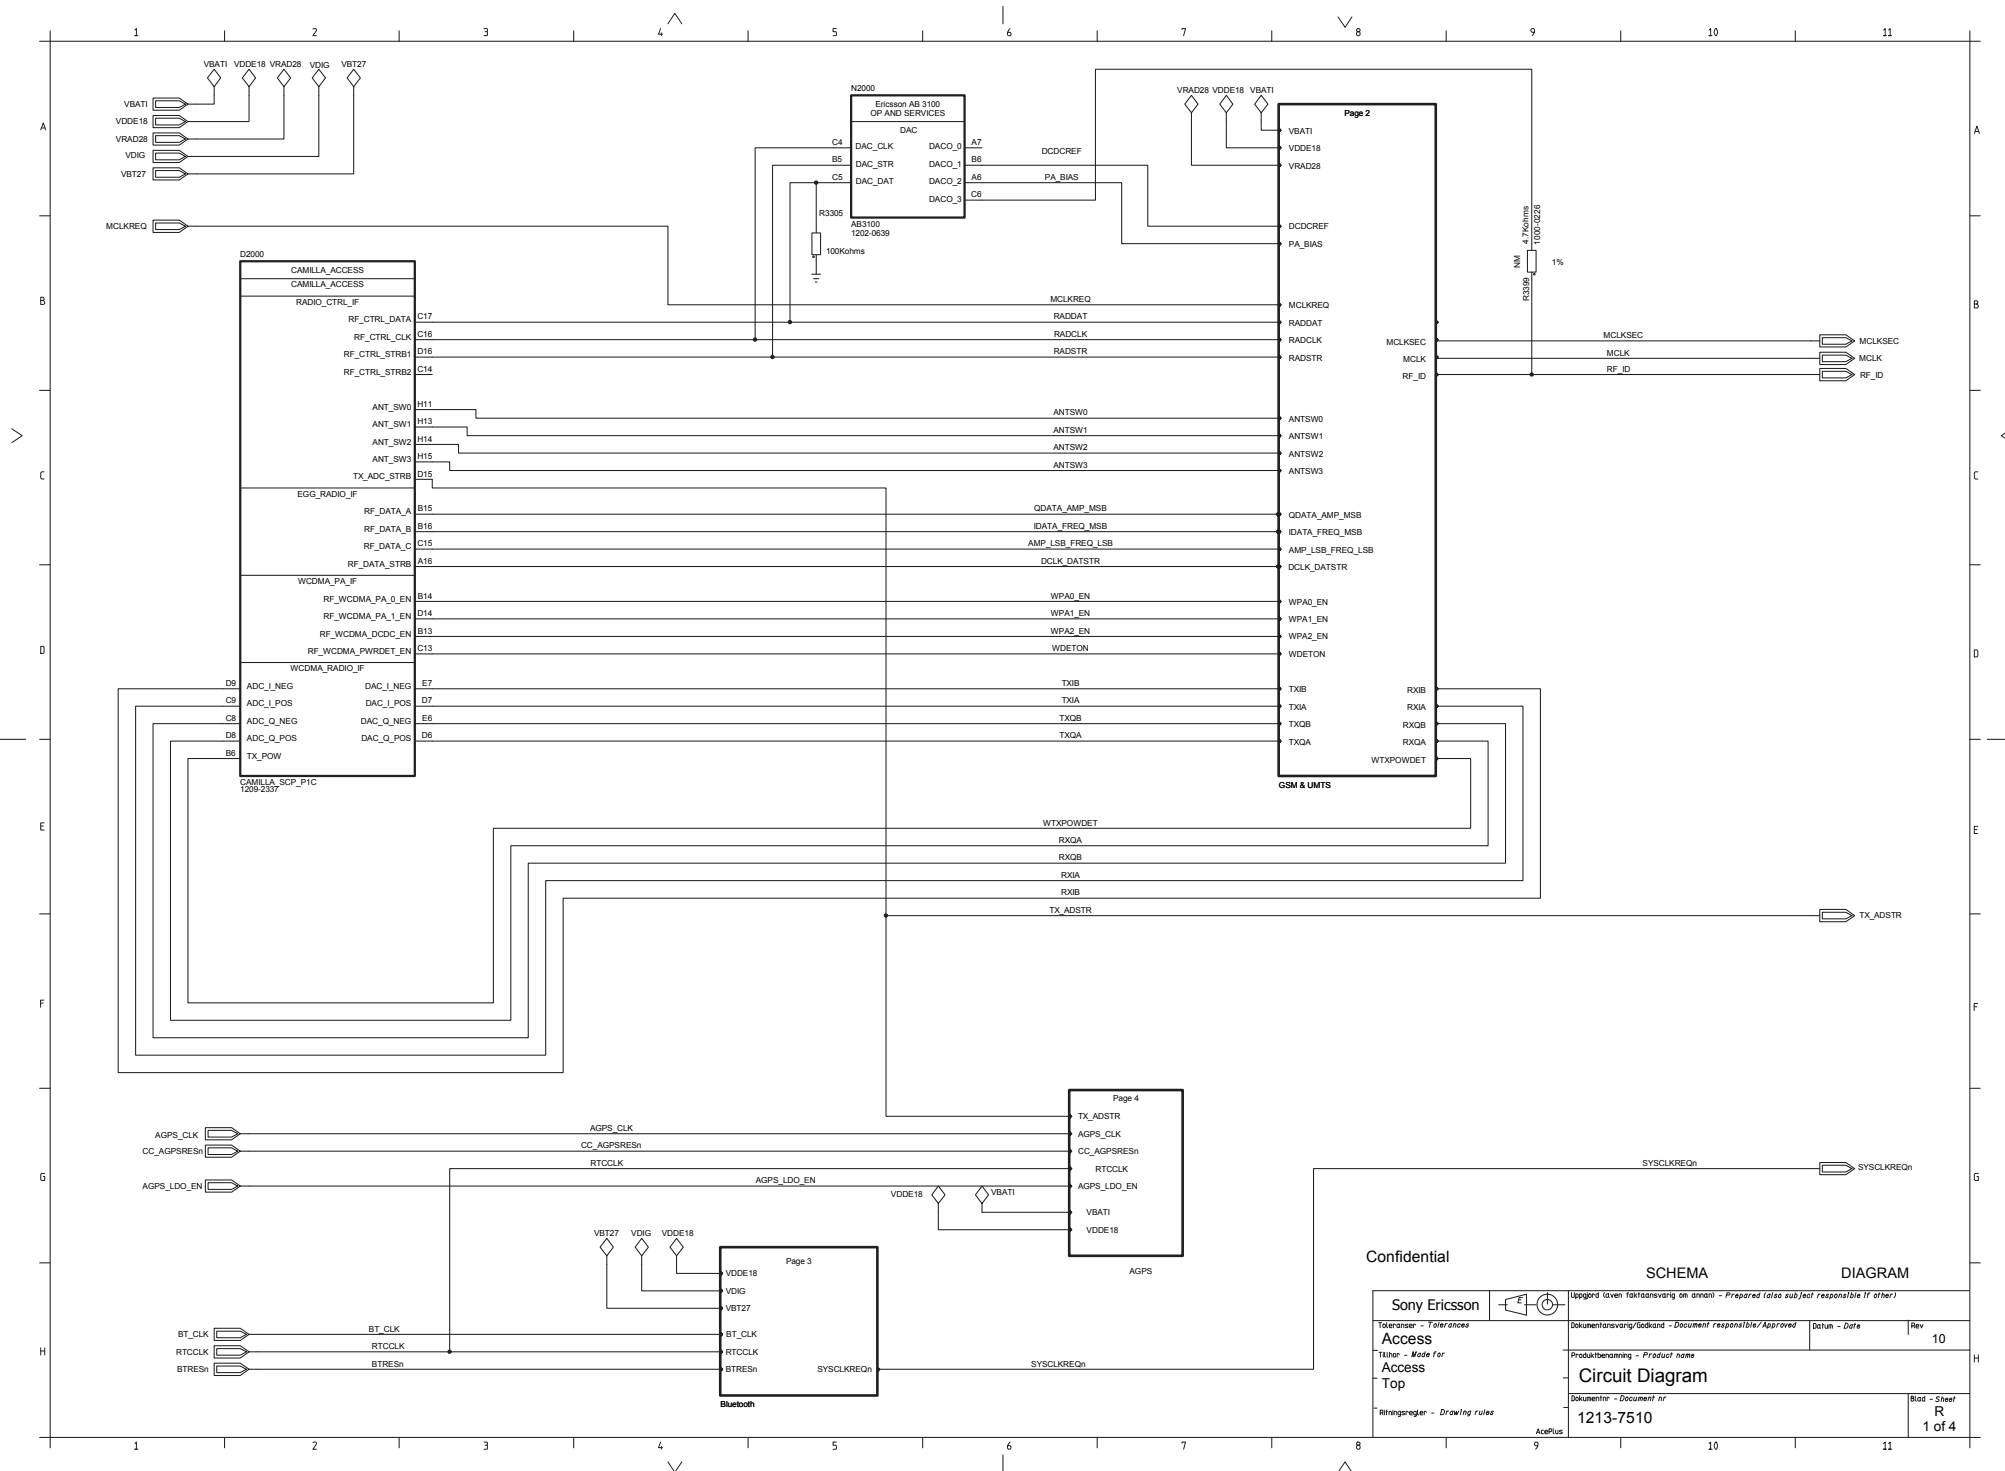 1 2 3 4 5 6 7 8 9 10 11
VBATI VDDE18 VRAD28 VDIG VBT27
VBATI
VDDE18
VRAD28
VDIG
VBT27
MCLKREQ
N2000
Ericsson AB 3100
OP AND SERVICES
DAC
C4 DAC_CLK DACO_0 A7
B5 DAC_STR DACO_1 B6
C5 DAC_DAT DACO_2 A6
DACO_3 C6
AB3100
1202-0639
R3305
100Kohms
DCDCREF
PA_BIAS
VRAD28 VDDE18 VBATI
Page 2
VBATI
VDDE18
VRAD28
DCDCREF
PA_BIAS
MCLKREQ
RADDAT
RADCLK
RADSTR
MCLKSEC
MCLK
RF_ID
ANTSW0
ANTSW1
ANTSW2
ANTSW3
QDATA_AMP_MSB
IDATA_FREQ_MSB
AMP_LSB_FREQ_LSB
DCLK_DATSTR
WPA0_EN
WPA1_EN
WPA2_EN
WDETON
TXIB RXIB
TXIA RXIA
TXQB RXQB
TXQA RXQA
WTXPOWDET
GSM & UMTS
R3399
NM
4.7Kohms
1000-0226
1%
MCLKSEC MCLKSEC
MCLK MCLK
RF_ID RF_ID
D2000
CAMILLA_ACCESS
CAMILLA_ACCESS
RADIO_CTRL_IF
RF_CTRL_DATA C17
RF_CTRL_CLK C16
RF_CTRL_STRB1 D16
RF_CTRL_STRB2 C14
ANT_SW0 H11
ANT_SW1 H13
ANT_SW2 H14
ANT_SW3 H15
TX_ADC_STRB D15
EGG_RADIO_IF
RF_DATA_A B15
RF_DATA_B B16
RF_DATA_C C15
RF_DATA_STRB A16
WCDMA_PA_IF
RF_WCDMA_PA_0_EN B14
RF_WCDMA_PA_1_EN D14
RF_WCDMA_DCDC_EN B13
RF_WCDMA_PWRDET_EN C13
WCDMA_RADIO_IF
D9 ADC_I_NEG DAC_I_NEG E7
C9 ADC_I_POS DAC_I_POS D7
C8 ADC_Q_NEG DAC_Q_NEG E6
D8 ADC_Q_POS DAC_Q_POS D6
B6 TX_POW
CAMILLA_SCP_P1C
1209-2337
MCLKREQ
RADDAT
RADCLK
RADSTR
ANTSW0
ANTSW1
ANTSW2
ANTSW3
QDATA_AMP_MSB
IDATA_FREQ_MSB
AMP_LSB_FREQ_LSB
DCLK_DATSTR
WPA0_EN
WPA1_EN
WPA2_EN
WDETON
TXIB
TXIA
TXQB
TXQA
WTXPOWDET
RXQA
RXQB
RXIA
RXIB
TX_ADSTR TX_ADSTR
Page 4
TX_ADSTR
AGPS_CLK
CC_AGPSRESn
RTCCLK
AGPS_LDO_EN
VBATI
VDDE18
AGPS
AGPS_CLK AGPS_CLK
CC_AGPSRESn CC_AGPSRESn
RTCCLK
AGPS_LDO_EN AGPS_LDO_EN
VDDE18 VBATI
SYSCLKREQn SYSCLKREQn
VBT27 VDIG VDDE18
Page 3
VDDE18
VDIG
VBT27
BT_CLK
RTCCLK
BTRESn SYSCLKREQn
Bluetooth
BT_CLK BT_CLK
RTCCLK RTCCLK
BTRESn BTRESn
SYSCLKREQn
Confidential
SCHEMA DIAGRAM
Sony Ericsson
E
Uppgjord (även faktaansvarig om annan) - Prepared (also subject responsible if other)
Toleranser - Tolerances
Access
Dokumentansvarig/Godkand - Document responsible/Approved
Datum - Date
Rev
10
Tillhor - Made for
Access
Top
Produktbenamning - Product name
Circuit Diagram
Ritningsregler - Drawing rules
AcePlus
Dokumentnr - Document nr
1213-7510
Blad - Sheet
R
1 of 4
A A
B B
C C
D D
E E
F F
G G
H H
1 2 3 4 5 6 7 8 9 10 11